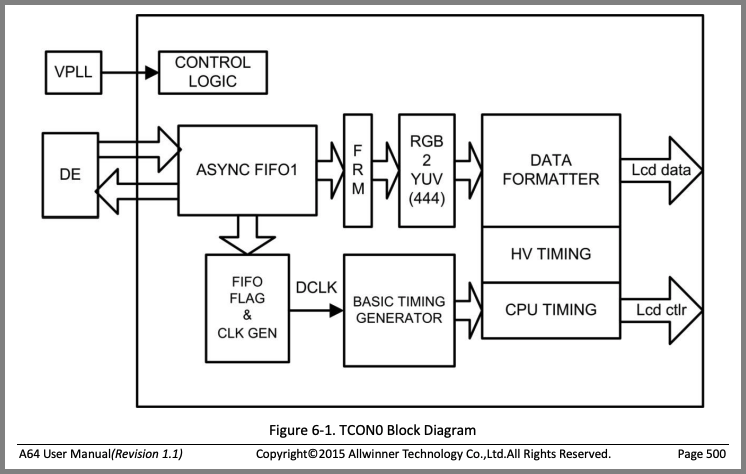 VPLL
CONTROL
LOGIC
DE
ASYNC FIFO1
F
R
M
RGB
2
YUV
(444)
DATA
FORMATTER
Lcd data
HV TIMING
FIFO
FLAG
&
CLK GEN
DCLK
BASIC TIMING
GENERATOR
CPU TIMING
Lcd ctlr
Figure 6-1. TCON0 Block Diagram
A64 User Manual(Revision 1.1) Copyright©2015 Allwinner Technology Co.,Ltd.All Rights Reserved. Page 500